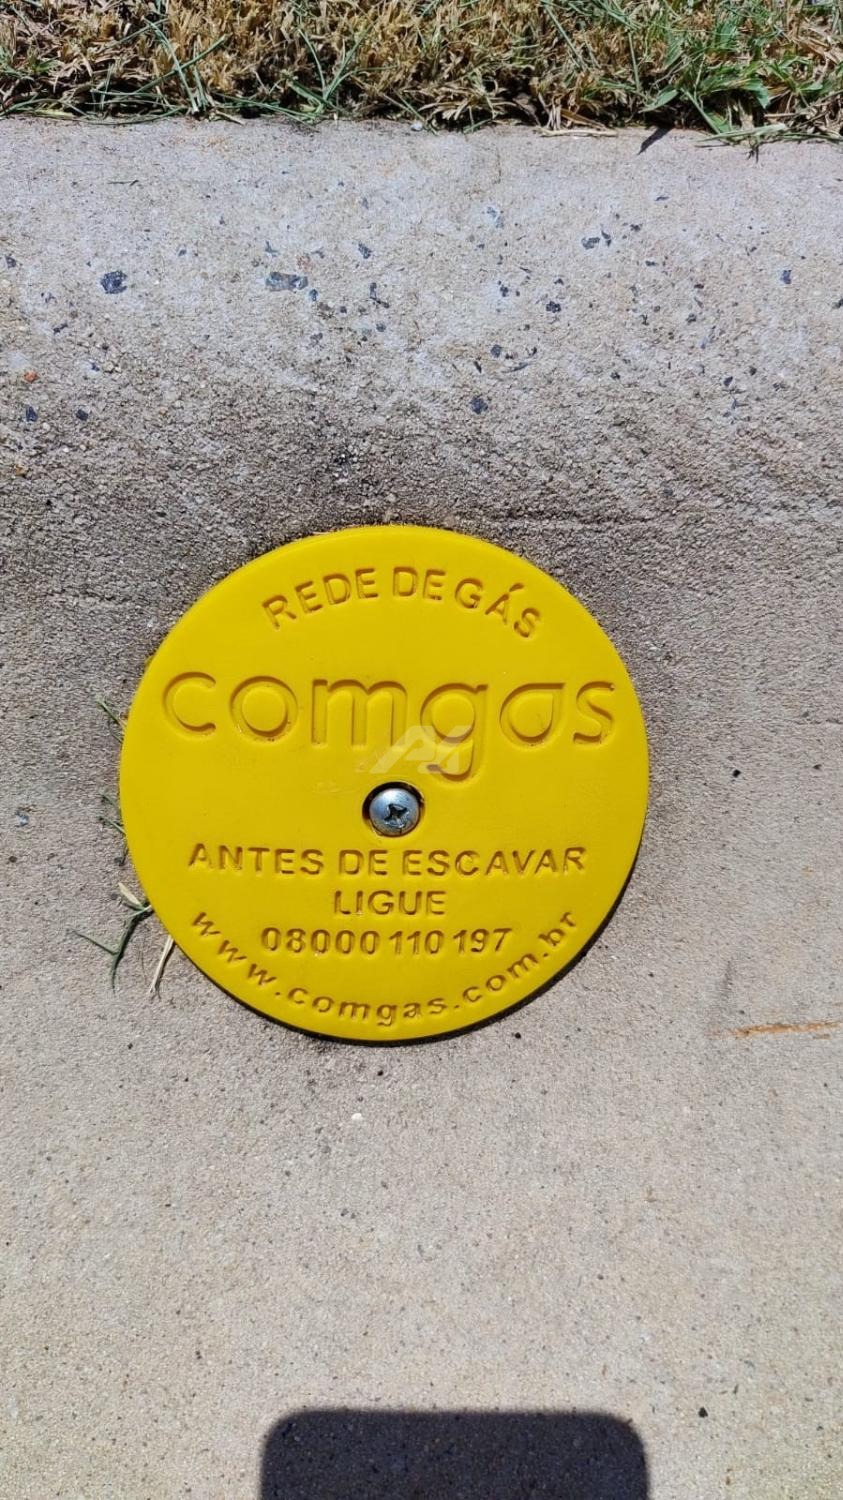 REDE DE GÁS
comgas
ANTES DE ESCAVAR
LIGUE
08000 110 197
www.comgas.com.br